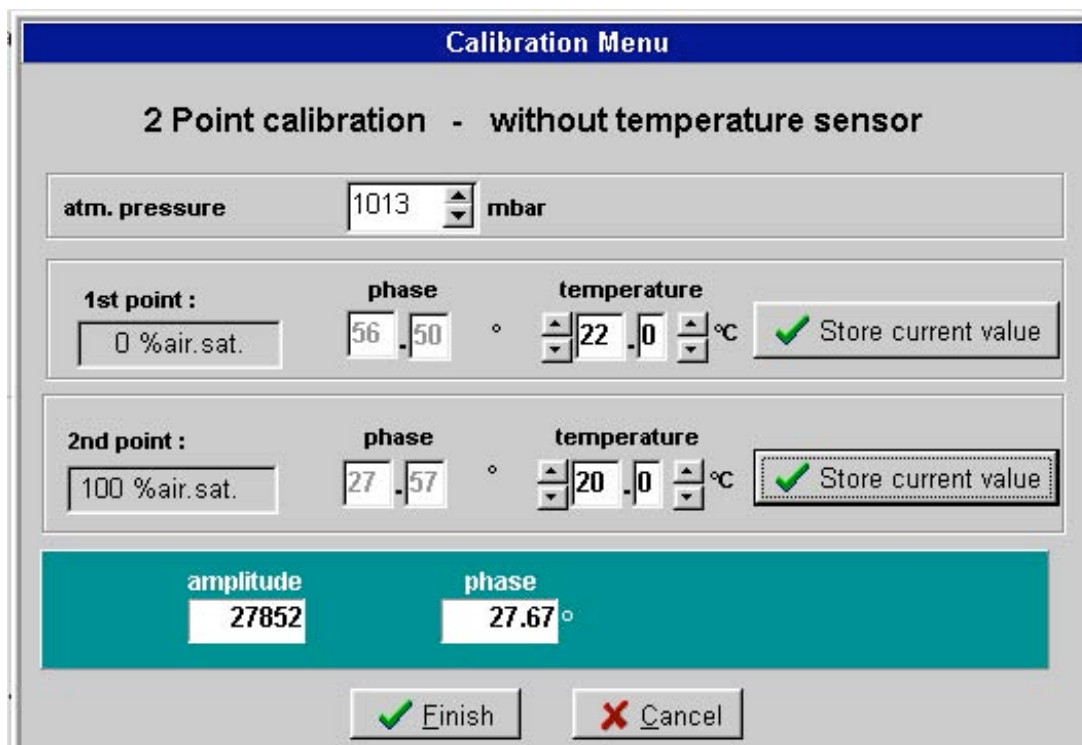 Calibration Menu
2 Point calibration - without temperature sensor
atm. pressure 1013 mbar
phase temperature
1st point :
0 %air.sat. 56 . 50 ° 22 . 0 °C Store current value
phase temperature
2nd point :
100 %air.sat. 27 . 57 ° 20 . 0 °C Store current value
amplitude phase
27852 27.67 °
Finish Cancel